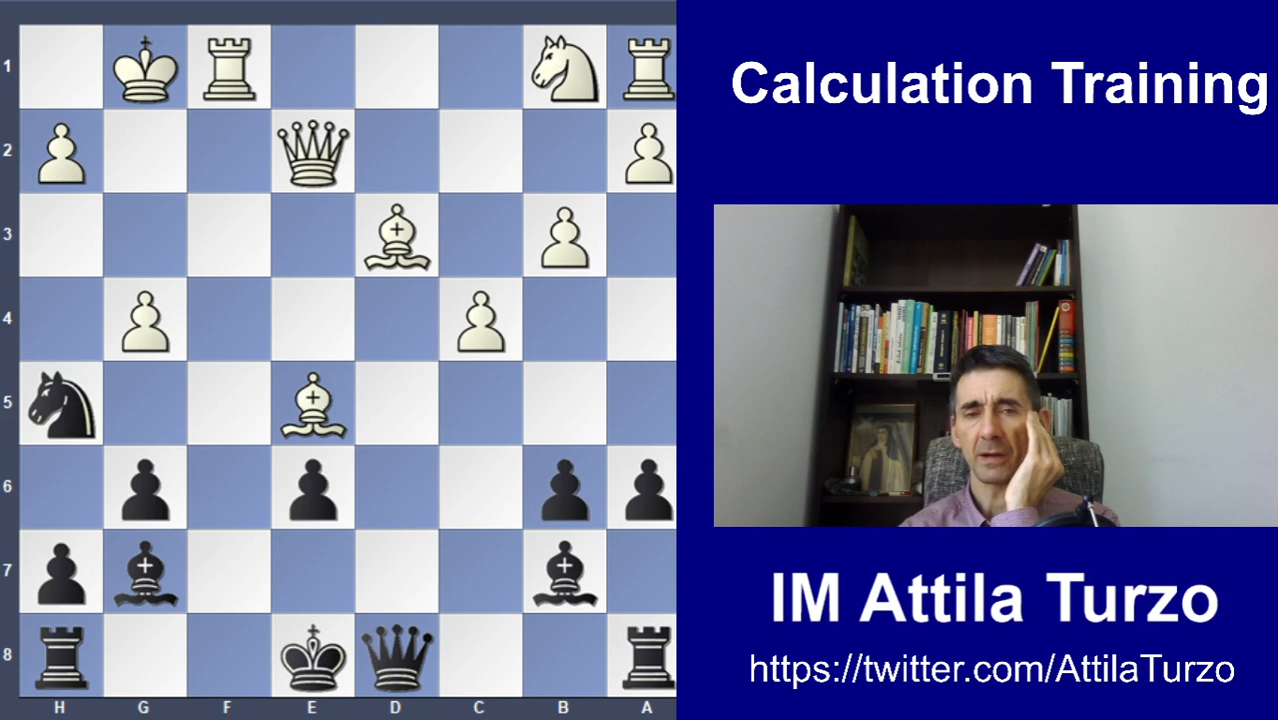 1
2
3
4
5
6
7
8
H G F E D C B A
Calculation Training
IM Attila Turzo
https://twitter.com/AttilaTurzo